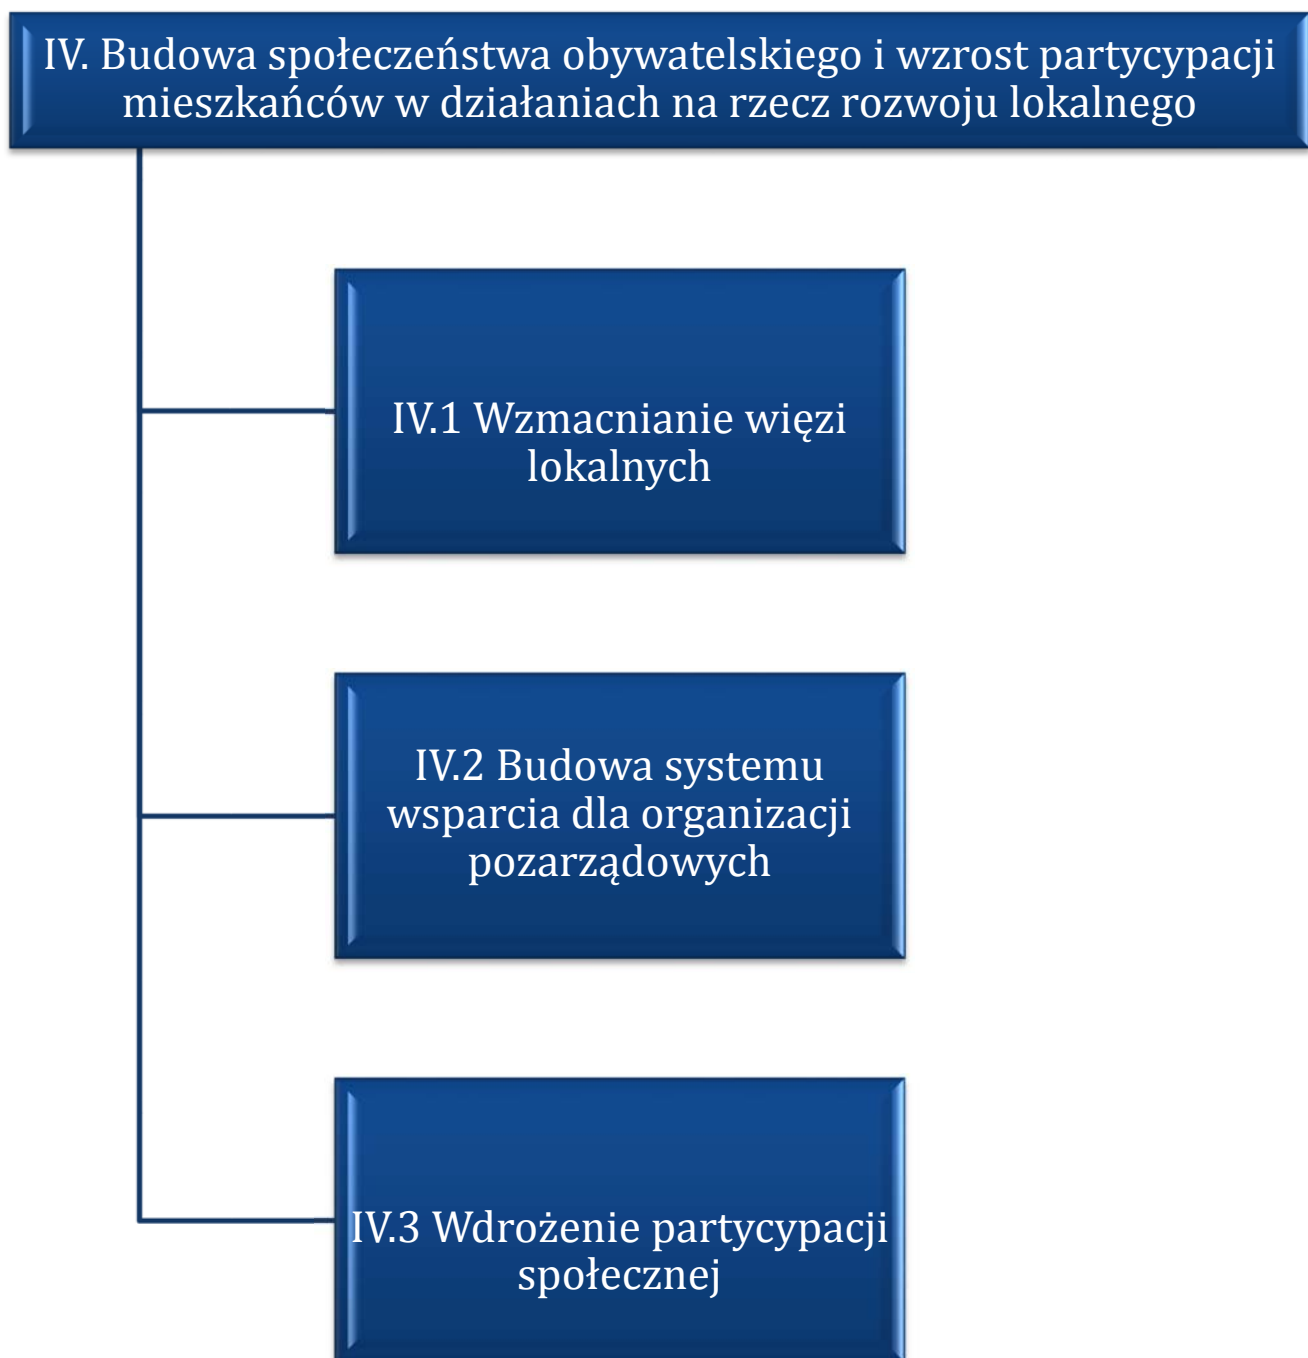 IV. Budowa społeczeństwa obywatelskiego i wzrost partycypacji
mieszkańców w działaniach na rzecz rozwoju lokalnego
IV.1 Wzmacnianie więzi
lokalnych
IV.2 Budowa systemu
wsparcia dla organizacji
pozarządowych
IV.3 Wdrożenie partycypacji
społecznej